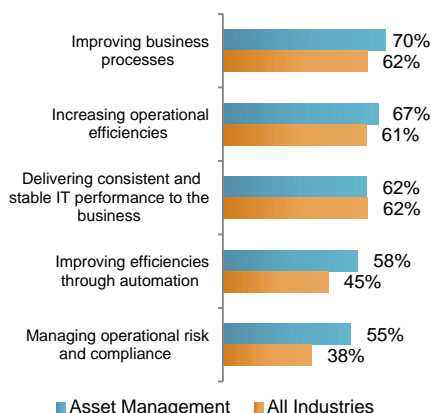 Improving business
processes
70%
62%
Increasing operational
efficiencies
67%
61%
Delivering consistent and
stable IT performance to the
business
62%
62%
Improving efficiencies
through automation
58%
45%
Managing operational risk
and compliance
55%
38%
Asset Management All Industries